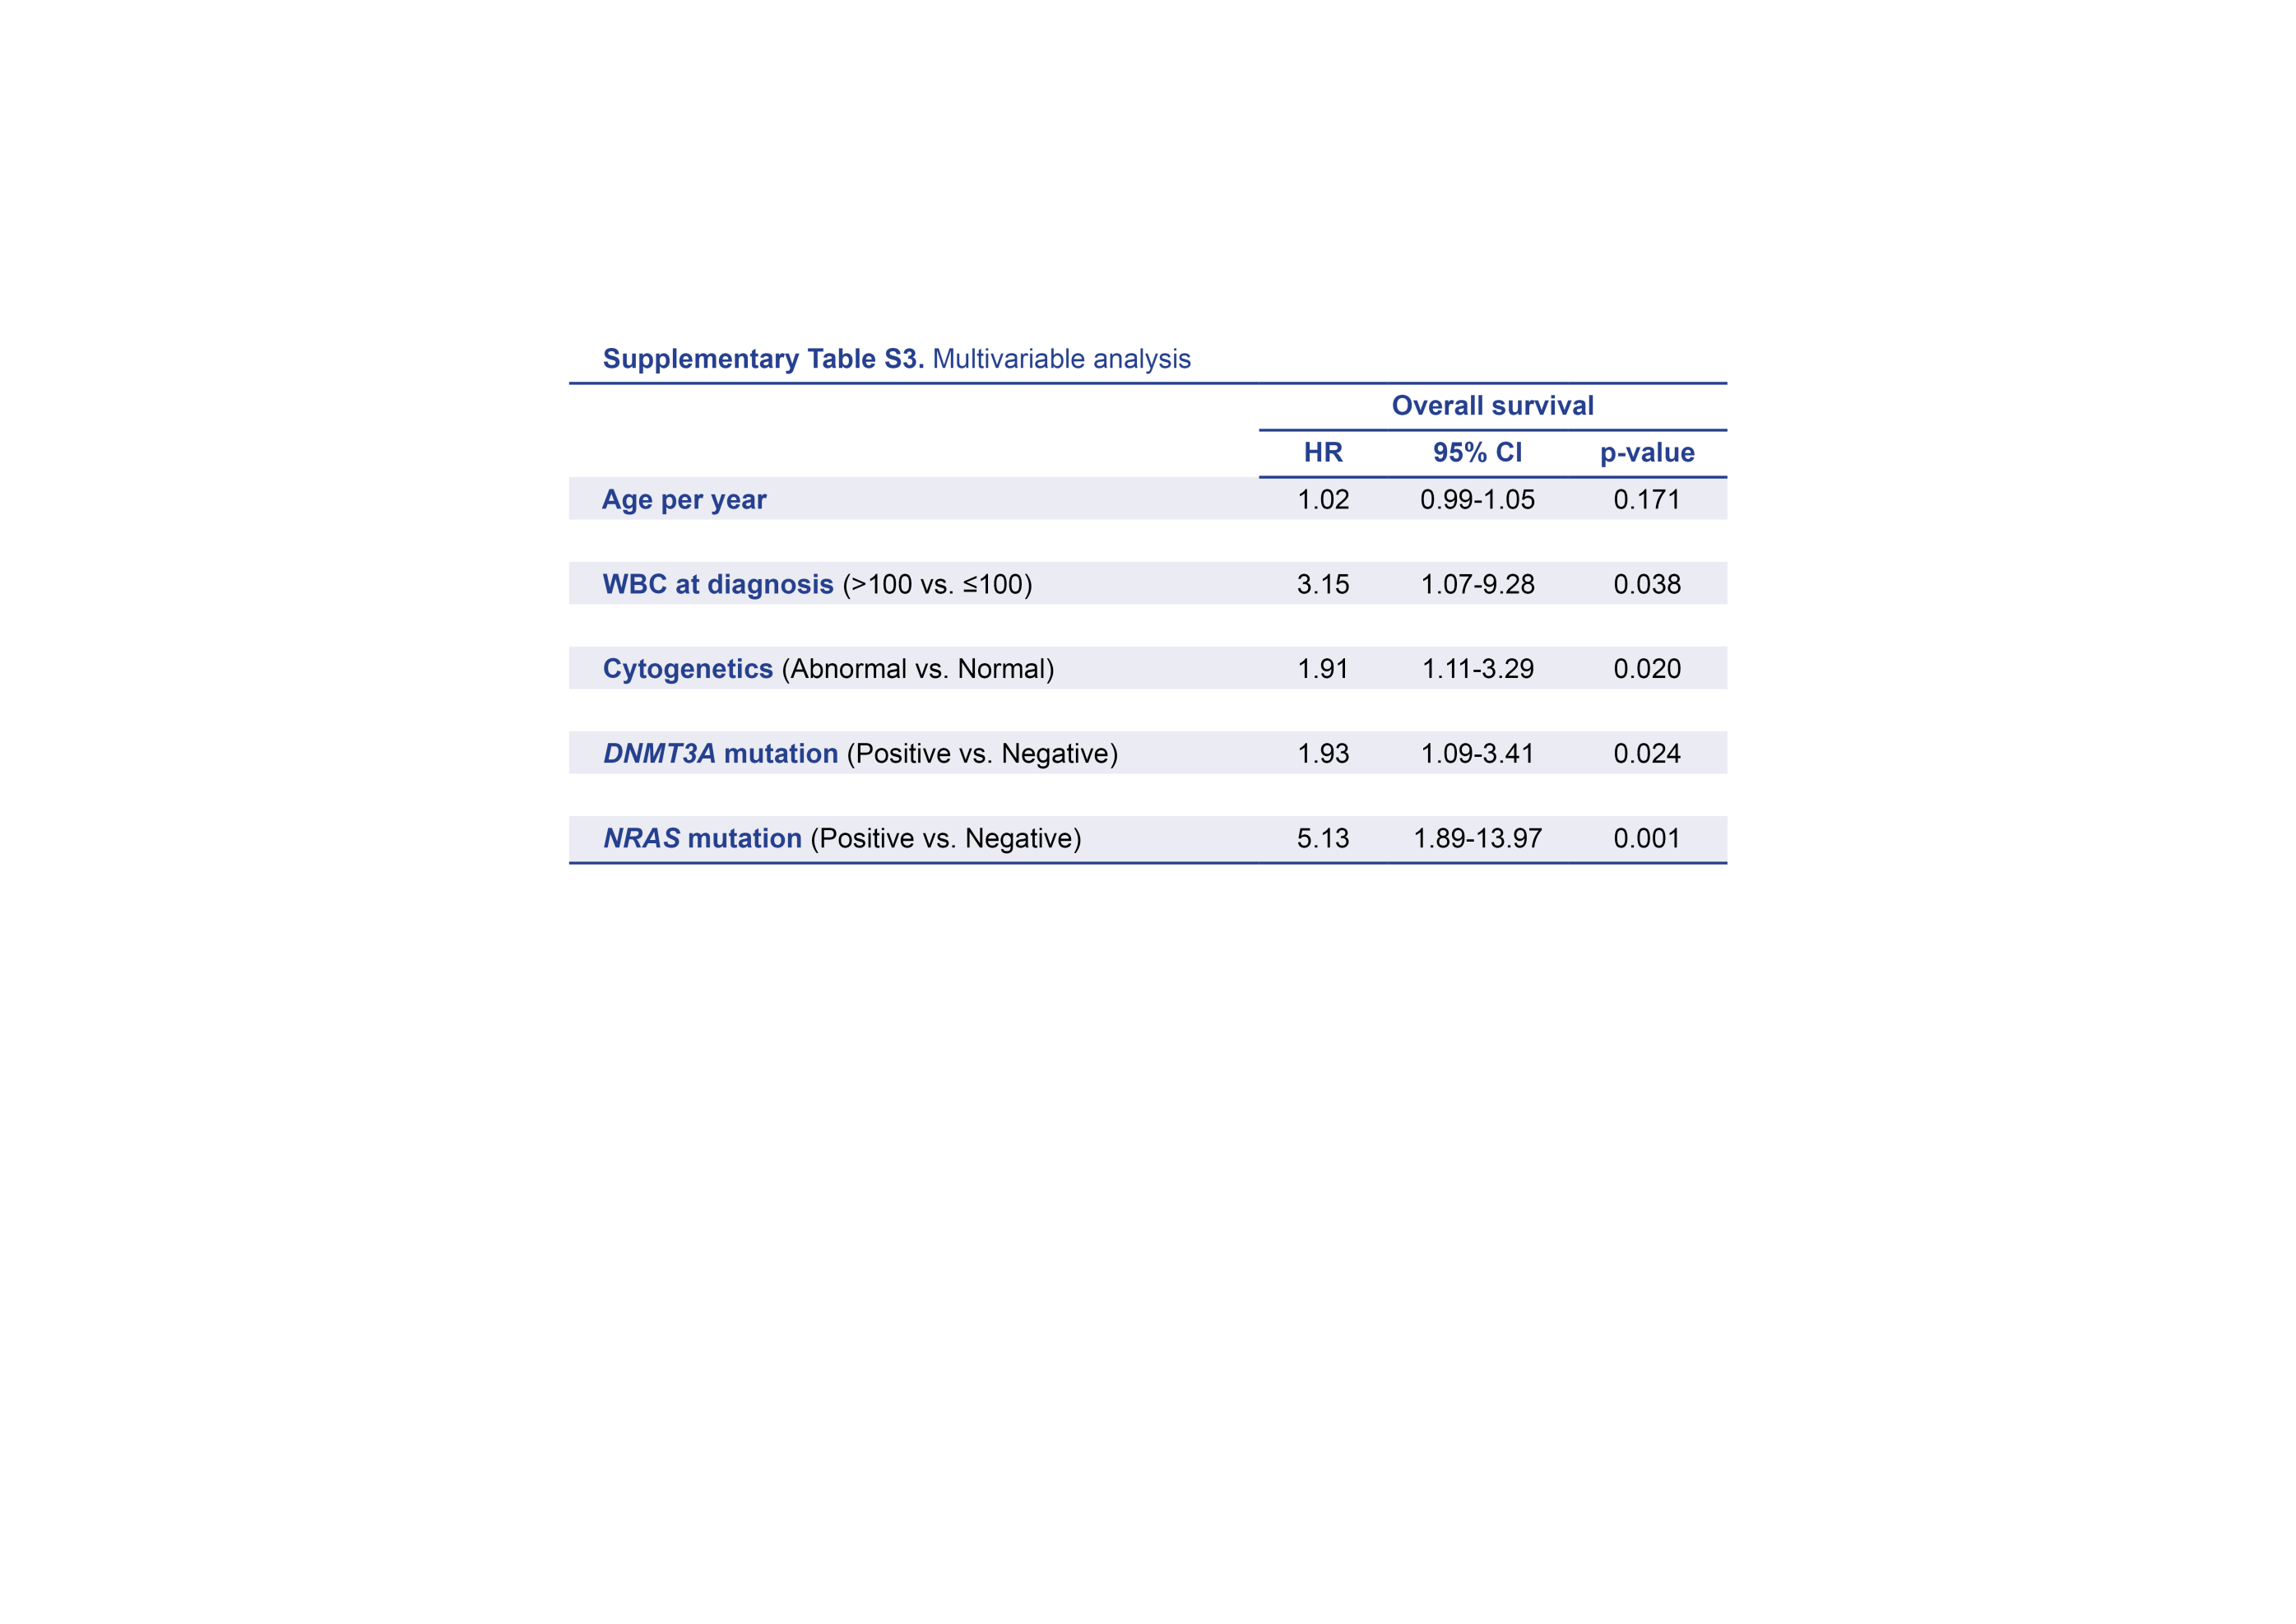 Supplementary Table S3. Multivariable analysis
Overall survival
HR 95% CI p-value
Age per year 1.02 0.99-1.05 0.171
WBC at diagnosis (>100 vs. ≤100) 3.15 1.07-9.28 0.038
Cytogenetics (Abnormal vs. Normal) 1.91 1.11-3.29 0.020
DNMT3A mutation (Positive vs. Negative) 1.93 1.09-3.41 0.024
NRAS mutation (Positive vs. Negative) 5.13 1.89-13.97 0.001